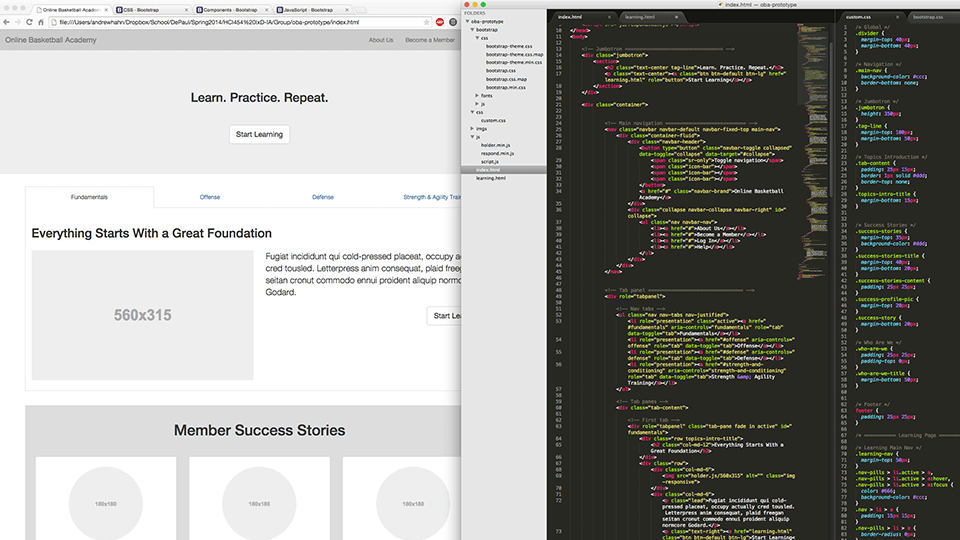 Online Basketball Academy
CSS · Bootstrap
Components · Bootstrap
JavaScript · Bootstrap
file:///Users/andrewhahn/Dropbox/School/DePaul/Spring2014/HCI454%20IxD-IA/Group/oba-prototype/index.html
Online Basketball Academy
About Us
Become a Member
Learn. Practice. Repeat.
Start Learning
Fundamentals
Offense
Defense
Strength & Agility Train
Everything Starts With a Great Foundation
560x315
Fugiat incididunt qui cold-pressed placeat, occupy a
cred tousled. Letterpress anim consequat, plaid freeg
seitan cronut commodo ennui proident aliquip normc
Godard.
Start Lea
Member Success Stories
180x180
180x180
180x180
index.html — oba-prototype
FOLDERS
oba-prototype
bootstrap
css
bootstrap-theme.css
bootstrap-theme.css.map
bootstrap-theme.min.css
bootstrap.css
bootstrap.css.map
bootstrap.min.css
fonts
js
css
custom.css
imgs
js
holder.min.js
respond.min.js
script.js
index.html
learning.html
index.html
learning.html
</head>
<body>
<!-- Jumbotron
<div class="jumbotron">
<section>
<h2 class="text-center tag-line">Learn. Practice. Repeat.</h2>
<p class="text-center"><a class="btn btn-default btn-lg" href="
learning.html" role="button">Start Learning</a></p>
</section>
</div>
<div class="container">
<!-- Main navigation
<nav class="navbar navbar-default navbar-fixed-top main-nav">
<div class="container-fluid">
<div class="navbar-header">
<button type="button" class="navbar-toggle collapsed"
data-toggle="collapse" data-target="#collapse">
<span class="sr-only">Toggle navigation</span>
<span class="icon-bar"></span>
<span class="icon-bar"></span>
<span class="icon-bar"></span>
</button>
<a href="#" class="navbar-brand">Online Basketball
Academy</a>
</div>
<div class="collapse navbar-collapse navbar-right" id="
collapse">
<ul class="nav navbar-nav">
<li><a href="#">About Us</a></li>
<li><a href="#">Become a Member</a></li>
<li><a href="#">Log In</a></li>
<li><a href="#">Help</a></li>
</ul>
</div>
</div>
</nav>
<!-- Tab panel
<div role="tabpanel">
<!-- Nav tabs -->
<ul class="nav nav-tabs nav-justified">
<li role="presentation" class="active"><a href="
#fundamentals" aria-controls="fundamentals" role="tab"
data-toggle="tab">Fundamentals</a></li>
<li role="presentation"><a href="#offense" aria-controls="
offense" role="tab" data-toggle="tab">Offense</a></li>
<li role="presentation"><a href="#defense" aria-controls="
defense" role="tab" data-toggle="tab">Defense</a></li>
<li role="presentation"><a href="#strength-and-
conditioning" aria-controls="strength-and-conditioning"
role="tab" data-toggle="tab">Strength &amp; Agility
Training</a></li>
</ul>
<!-- Tab panes -->
<div class="tab-content">
<!-- First tab -->
<div role="tabpanel" class="tab-pane fade in active" id="
fundamentals">
<div class="row topics-intro-title">
<h2 class="col-md-12">Everything Starts With a
Great Foundation</h2>
</div>
<div class="row">
<div class="col-md-6">
<img src="holder.js/560x315" alt="" class="img
-responsive">
</div>
<div class="col-md-6">
<p class="lead">Fugiat incididunt qui cold-
pressed placeat, occupy actually cred tousled.
Letterpress anim consequat, plaid freegan
seitan cronut commodo ennui proident aliquip
normcore Godard.</p>
<p class="text-right"><a href="learning.html"
class="btn btn-default btn-lg">Start Learning<
custom.css
bootstrap.css
/* Global */
.divider {
margin-top: 40px;
margin-bottom: 40px;
}
/* Navigation */
.main-nav {
background-color: #ccc;
border-radius: 0px;
}
/* Jumbotron */
.jumbotron {
height: 350px;
}
.tag-line {
margin-top: 100px;
margin-bottom: 50px;
}
/* Topics Introduction */
.tab-content {
padding: 25px 15px;
border: 1px solid #ddd;
border-top: none;
}
.topics-intro-title {
margin-bottom: 15px;
}
/* Success Stories */
.success-stories {
margin-top: 35px;
background-color: #ddd;
}
.success-stories-title {
margin-top: 40px;
margin-bottom: 20px;
}
.success-stories-content {
padding: 25px 25px;
}
.success-profile-pic {
margin-top: 20px;
}
.success-story {
margin-bottom: 20px;
}
/* Who Are We */
.who-are-we {
padding: 25px 25px;
padding-top: 0px;
}
.who-are-we-title {
margin-bottom: 50px;
}
/* Footer */
footer {
padding: 25px 25px;
}
/* Learning Page
/* Learning Main Nav */
.learning-nav {
margin-top: 50px;
}
.nav-pills > li.active > a,
.nav-pills > li.active > a:hover,
.nav-pills > li.active > a:focus {
color: #666;
background-color: #ccc;
}
.nav > li > a {
padding: 15px 15px;
}
.nav-pills > li > a {
border-radius: 0px;